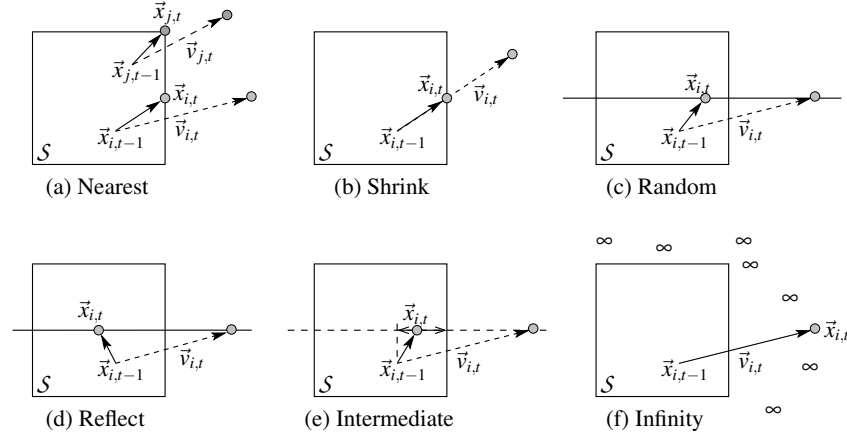 x⃗_{j,t}
v⃗_{j,t}
x⃗_{j,t−1}
x⃗_{i,t}
v⃗_{i,t}
x⃗_{i,t−1}
S
(a) Nearest
x⃗_{i,t}
v⃗_{i,t}
x⃗_{i,t−1}
S
(b) Shrink
x⃗_{i,t}
v⃗_{i,t}
x⃗_{i,t−1}
S
(c) Random
x⃗_{i,t}
v⃗_{i,t}
x⃗_{i,t−1}
S
(d) Reflect
x⃗_{i,t}
v⃗_{i,t}
x⃗_{i,t−1}
S
(e) Intermediate
∞ ∞ ∞
∞
∞
x⃗_{i,t}
v⃗_{i,t}
x⃗_{i,t−1}
∞
S
∞
(f) Infinity